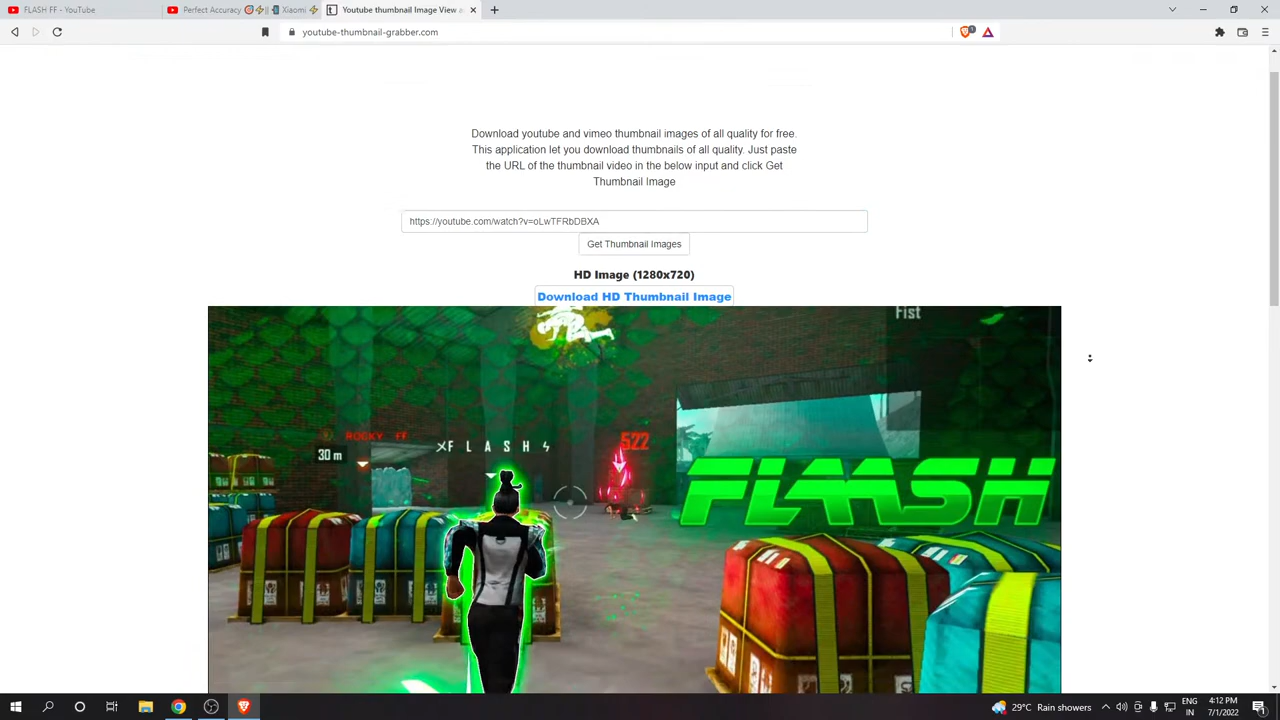 FLASH FF - YouTube
Perfect Accuracy 🎯⚡|| 📱 Xiaomi ⚡
Youtube thumbnail Image View a
youtube-thumbnail-grabber.com
Download youtube and vimeo thumbnail images of all quality for free.
This application let you download thumbnails of all quality. Just paste
the URL of the thumbnail video in the below input and click Get
Thumbnail Image
https://youtube.com/watch?v=oLwTFRbDBXA
Get Thumbnail Images
HD Image (1280x720)
Download HD Thumbnail Image
Fist
ROCKY FF
30 m
FLASH
522
FLAASH
29°C Rain showers
ENG
IN
4:12 PM
7/1/2022